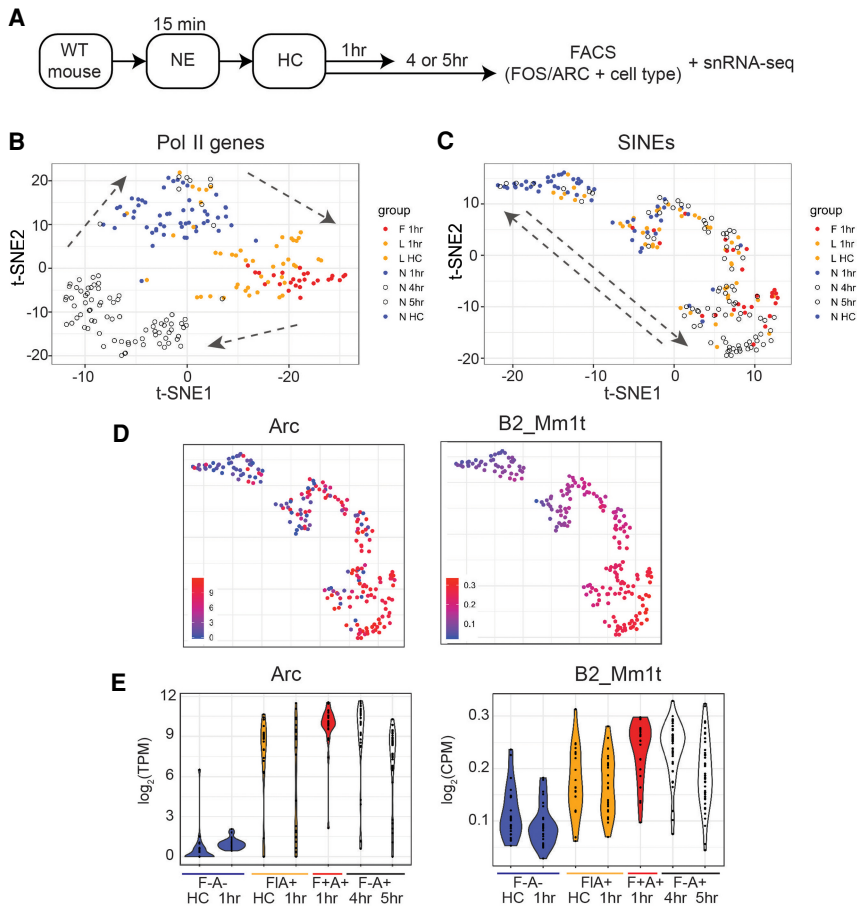 A
15 min
WT mouse
NE
HC
1hr
4 or 5hr
FACS
(FOS/ARC + cell type)
+ snRNA-seq
B
Pol II genes
t-SNE2
20
10
0
-10
-20
-10
0
-20
t-SNE1
group
F 1hr
L 1hr
L HC
N 1hr
N 4hr
N 5hr
N HC
C
SINEs
t-SNE2
10
0
-10
-20
-20
-10
0
10
t-SNE1
group
F 1hr
L 1hr
L HC
N 1hr
N 4hr
N 5hr
N HC
D
Arc
9
6
3
0
B2_Mm1t
0.3
0.2
0.1
E
Arc
log2(TPM)
12
9
6
3
0
F-A-
HC 1hr
FlA+
HC 1hr
F+A+
1hr
F-A+
4hr 5hr
B2_Mm1t
log2(CPM)
0.3
0.2
0.1
F-A-
HC 1hr
FlA+
HC 1hr
F+A+
1hr
F-A+
4hr 5hr